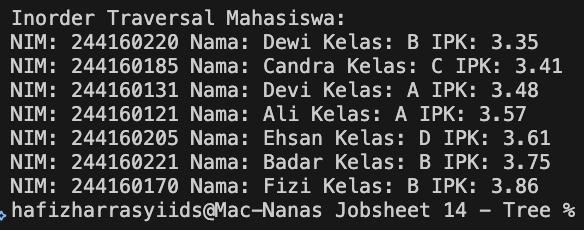 Inorder Traversal Mahasiswa:
NIM: 244160220 Nama: Dewi Kelas: B IPK: 3.35
NIM: 244160185 Nama: Candra Kelas: C IPK: 3.41
NIM: 244160131 Nama: Devi Kelas: A IPK: 3.48
NIM: 244160121 Nama: Ali Kelas: A IPK: 3.57
NIM: 244160205 Nama: Ehsan Kelas: D IPK: 3.61
NIM: 244160221 Nama: Badar Kelas: B IPK: 3.75
NIM: 244160170 Nama: Fizi Kelas: B IPK: 3.86
hafizharrasyiids@Mac-Nanas Jobsheet 14 - Tree %